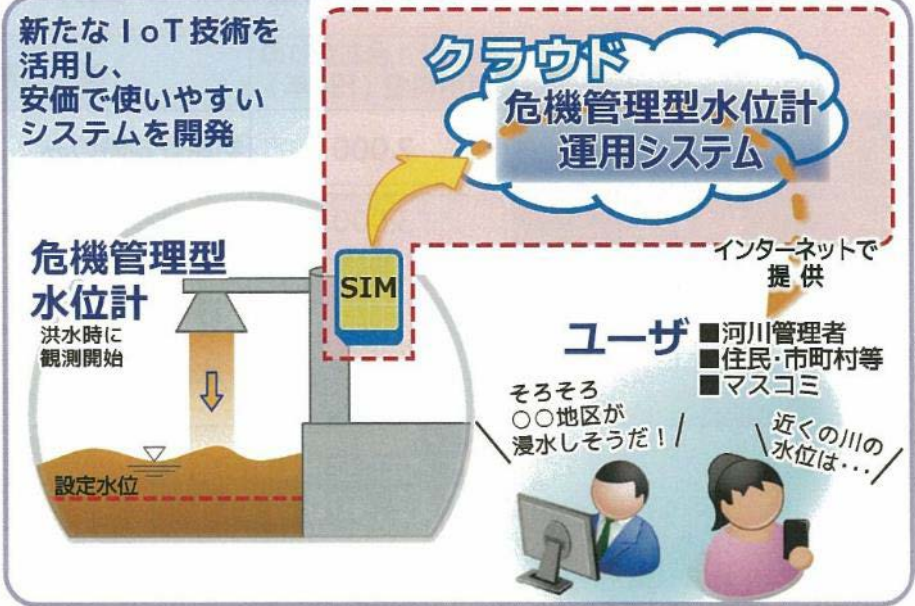 新たなＩｏＴ技術を
活用し、
安価で使いやすい
システムを開発
クラウド
危機管理型水位計
運用システム
危機管理型
水位計
洪水時に
観測開始
SIM
インターネットで
提供
ユーザ
■河川管理者
■住民・市町村等
■マスコミ
そろそろ
○○地区が
浸水しそうだ！
近くの川の
水位は・・・
設定水位